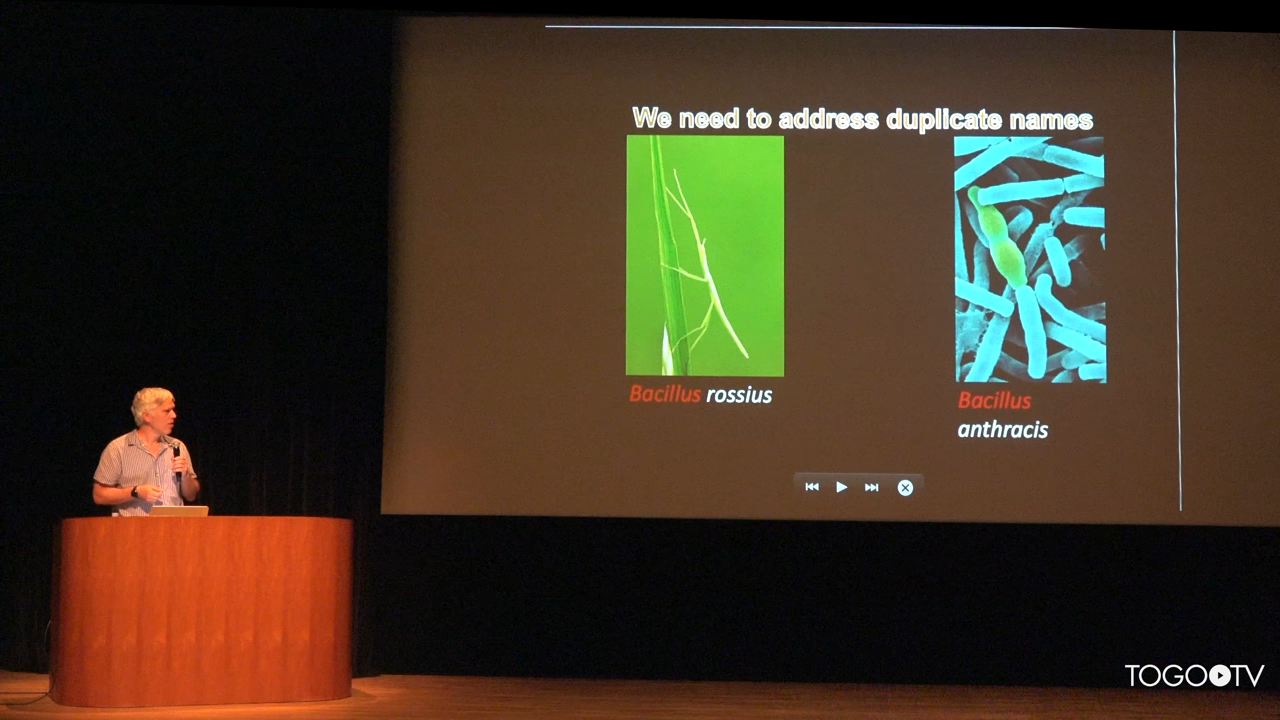 We need to address duplicate names
Bacillus rossius
Bacillus
anthracis
TOGOTV